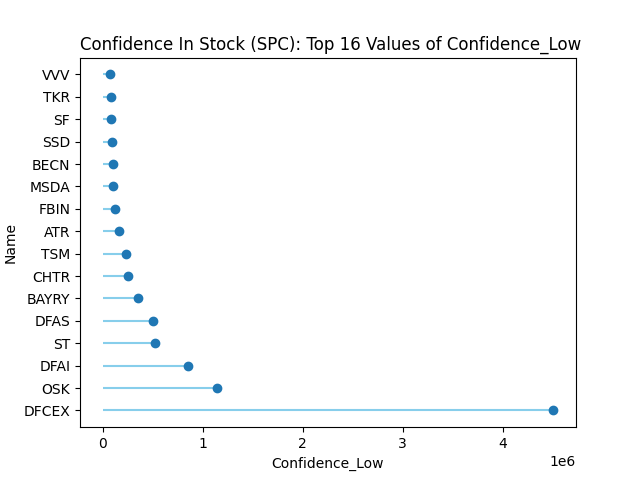 Confidence In Stock (SPC): Top 16 Values of Confidence_Low
VVV
TKR
SF
SSD
BECN
MSDA
FBIN
ATR
TSM
CHTR
BAYRY
DFAS
ST
DFAI
OSK
DFCEX
Name
0 1 2 3 4
1e6
Confidence_Low